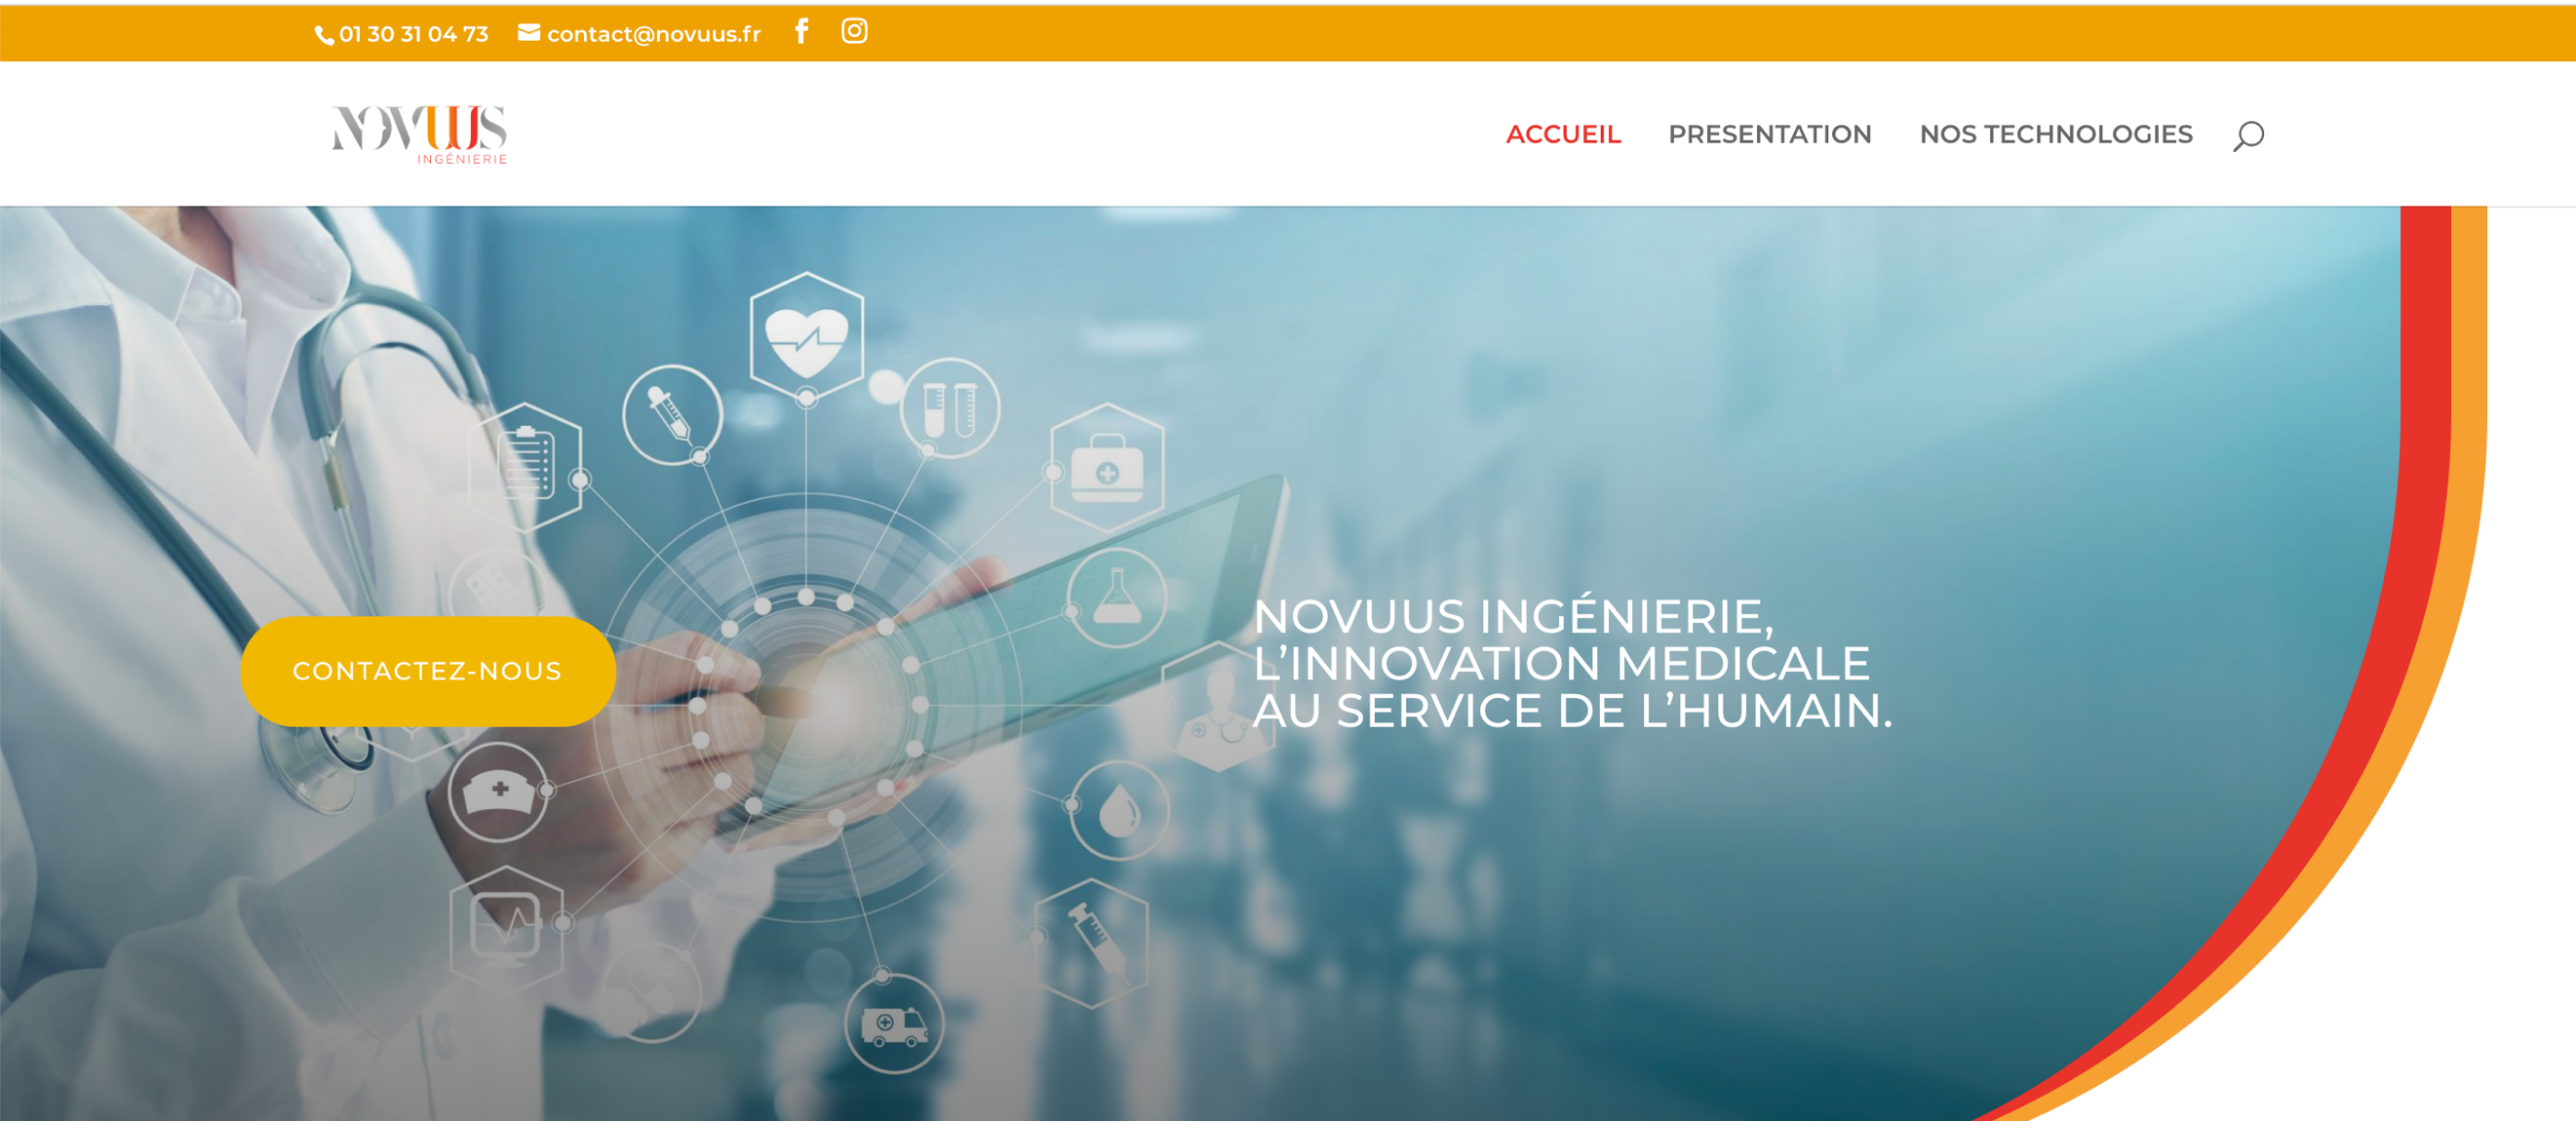 01 30 31 04 73 contact@novuus.fr
NOVUUS
INGÉNIERIE
ACCUEIL PRESENTATION NOS TECHNOLOGIES
CONTACTEZ-NOUS
NOVUUS INGÉNIERIE,
L’INNOVATION MEDICALE
AU SERVICE DE L’HUMAIN.